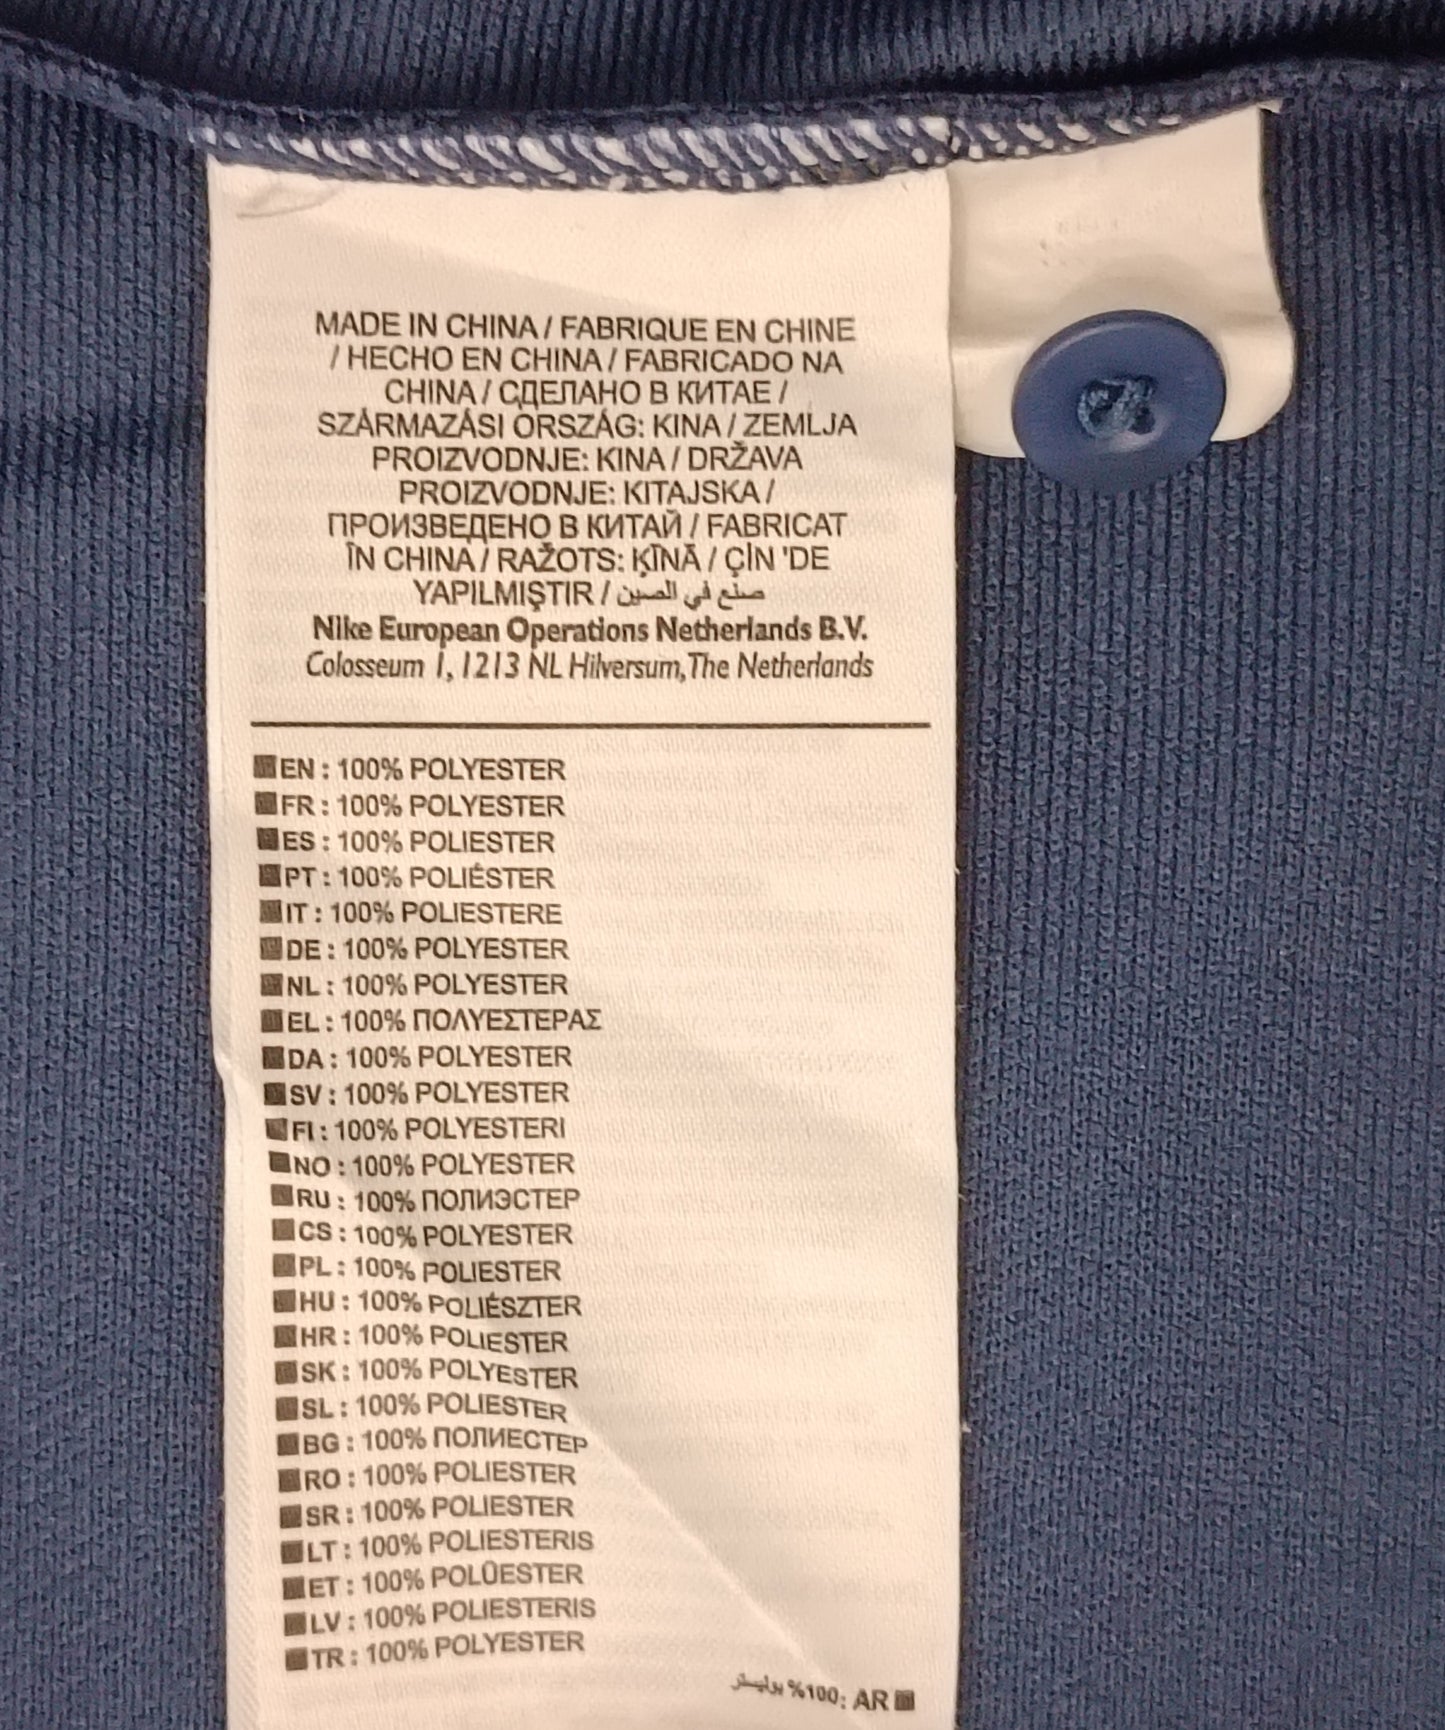 MADE IN CHINA / FABRIQUE EN CHINE
/ HECHO EN CHINA / FABRICADO NA
CHINA / СДЕЛАНО В КИТАЕ /
SZÁRMAZÁSI ORSZÁG: KINA / ZEMLJA
PROIZVODNJE: KINA / DRŽAVA
PROIZVODNJE: KITAJSKA /
ПРОИЗВЕДЕНО В КИТАЙ / FABRICAT
ÎN CHINA / RAŽOTS: ĶĪNĀ / ÇİN 'DE
YAPILMIŞTIR / صنع في الصين
Nike European Operations Netherlands B.V.
Colosseum 1, 1213 NL Hilversum, The Netherlands
EN : 100% POLYESTER
FR : 100% POLYESTER
ES : 100% POLIESTER
PT : 100% POLIÉSTER
IT : 100% POLIESTERE
DE : 100% POLYESTER
NL : 100% POLYESTER
EL : 100% ΠΟΛΥΕΣΤΕΡΑΣ
DA : 100% POLYESTER
SV : 100% POLYESTER
FI : 100% POLYESTERI
NO : 100% POLYESTER
RU : 100% ПОЛИЭСТЕР
CS : 100% POLYESTER
PL : 100% POLIESTER
HU : 100% POLIÉSZTER
HR : 100% POLIESTER
SK : 100% POLYESTER
SL : 100% POLIESTER
BG : 100% ПОЛИЕСТЕР
RO : 100% POLIESTER
SR : 100% POLIESTER
LT : 100% POLIESTERIS
ET : 100% POLÜESTER
LV : 100% POLIESTERIS
TR : 100% POLYESTER
AR :100% بوليستر